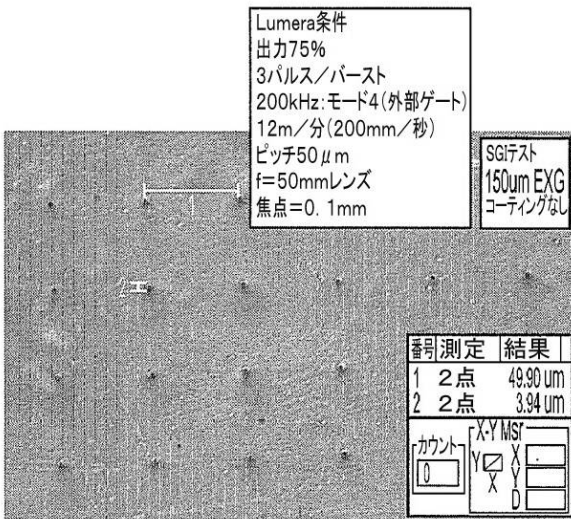 Lumera条件
出力75%
3パルス／バースト
200kHz:モード4(外部ゲート)
12m／分(200mm／秒)
ピッチ50μm
f=50mmレンズ
焦点=0. 1mm
SGIテスト
150um EXG
コーティングなし
1
2
番号 測定 結果
1 2点 49.90 um
2 2点 3.94 um
カウント
0
X-Y Msr
Y X
X Y
D